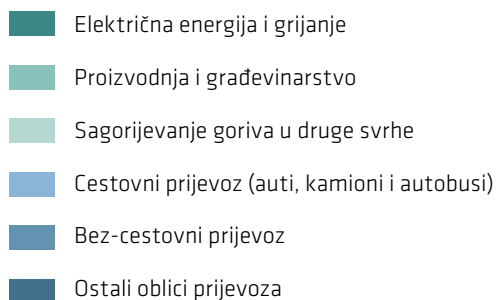 Električna energija i grijanje
Proizvodnja i građevinarstvo
Sagorijevanje goriva u druge svrhe
Cestovni prijevoz (auti, kamioni i autobusi)
Bez-cestovni prijevoz
Ostali oblici prijevoza